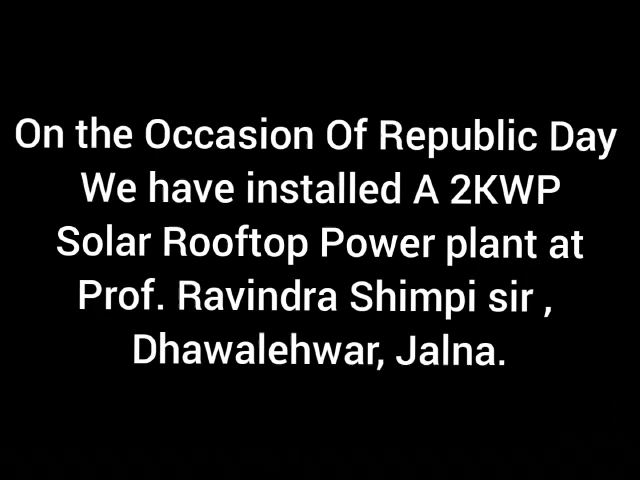 On the Occasion Of Republic Day
We have installed A 2KWP
Solar Rooftop Power plant at
Prof. Ravindra Shimpi sir ,
Dhawalehwar, Jalna.